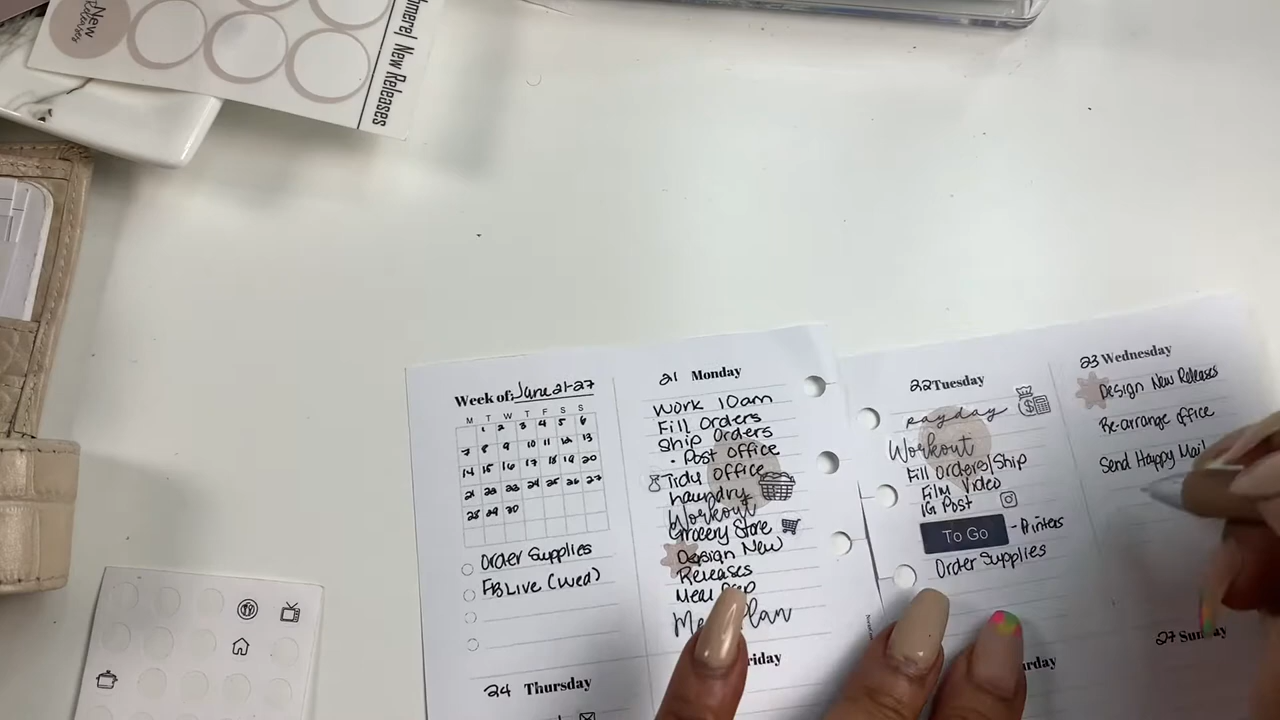 New Releases
New Releases
Week of: June 21-27
M T W T F S S
1 2 3 4 5 6
7 8 9 10 11 12 13
14 15 16 17 18 19 20
21 22 23 24 25 26 27
28 29 30
Order Supplies
FB Live (Wed)
24 Thursday
21 Monday
Work 10am
Fill Orders
Ship Orders
• Post Office
Tidy Office
Laundry
Workout
Grocery Store
Design New
Releases
Meal Prep
Plan
22 Tuesday
payday
Workout
Fill Orders/Ship
Film Video
IG Post
To Go - Printers
Order Supplies
23 Wednesday
Design New Releases
Re-arrange office
Send Happy Mail
27 Sunday